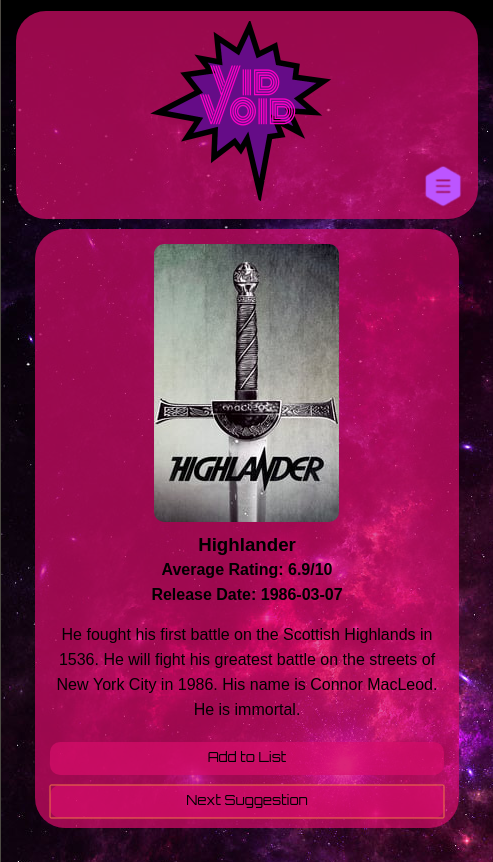 Vid
Void
MACLEOD
HIGHLANDER
Highlander
Average Rating: 6.9/10
Release Date: 1986-03-07
He fought his first battle on the Scottish Highlands in
1536. He will fight his greatest battle on the streets of
New York City in 1986. His name is Connor MacLeod.
He is immortal.
Add to List
Next Suggestion